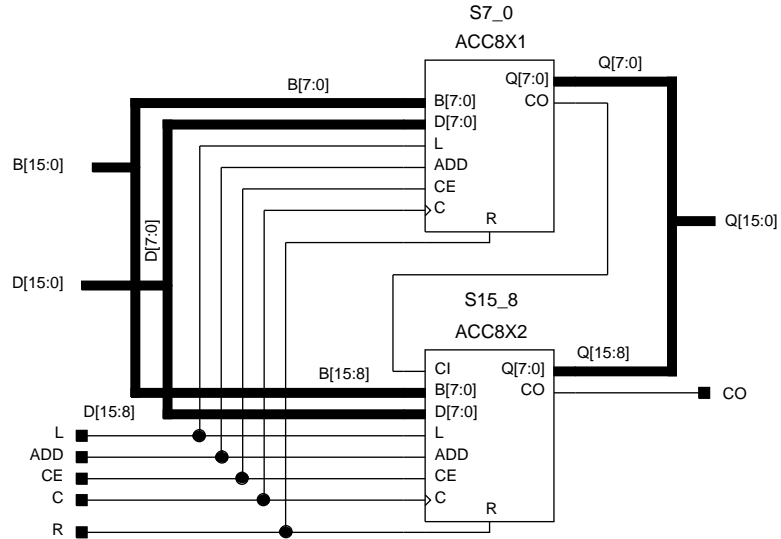 S7_0
ACC8X1
B[7:0]
Q[7:0]
Q[7:0]
B[7:0]
CO
D[7:0]
L
B[15:0]
ADD
CE
C
R
D[7:0]
Q[15:0]
D[15:0]
S15_8
ACC8X2
CI
Q[7:0]
Q[15:8]
B[15:8]
B[7:0]
CO
CO
D[15:8]
D[7:0]
L
L
ADD
ADD
CE
CE
C
C
R
R